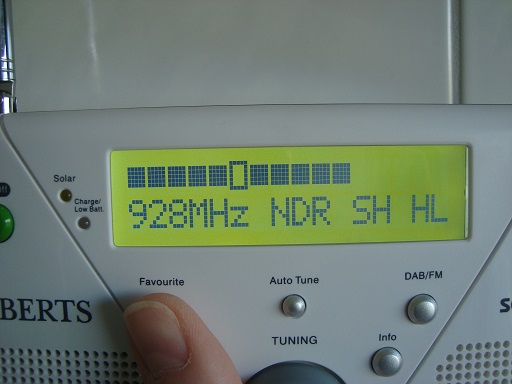 Solar
Charge/
Low Batt.
928MHz NDR SH HL
Favourite
Auto Tune
DAB/FM
BERTS
TUNING
Info